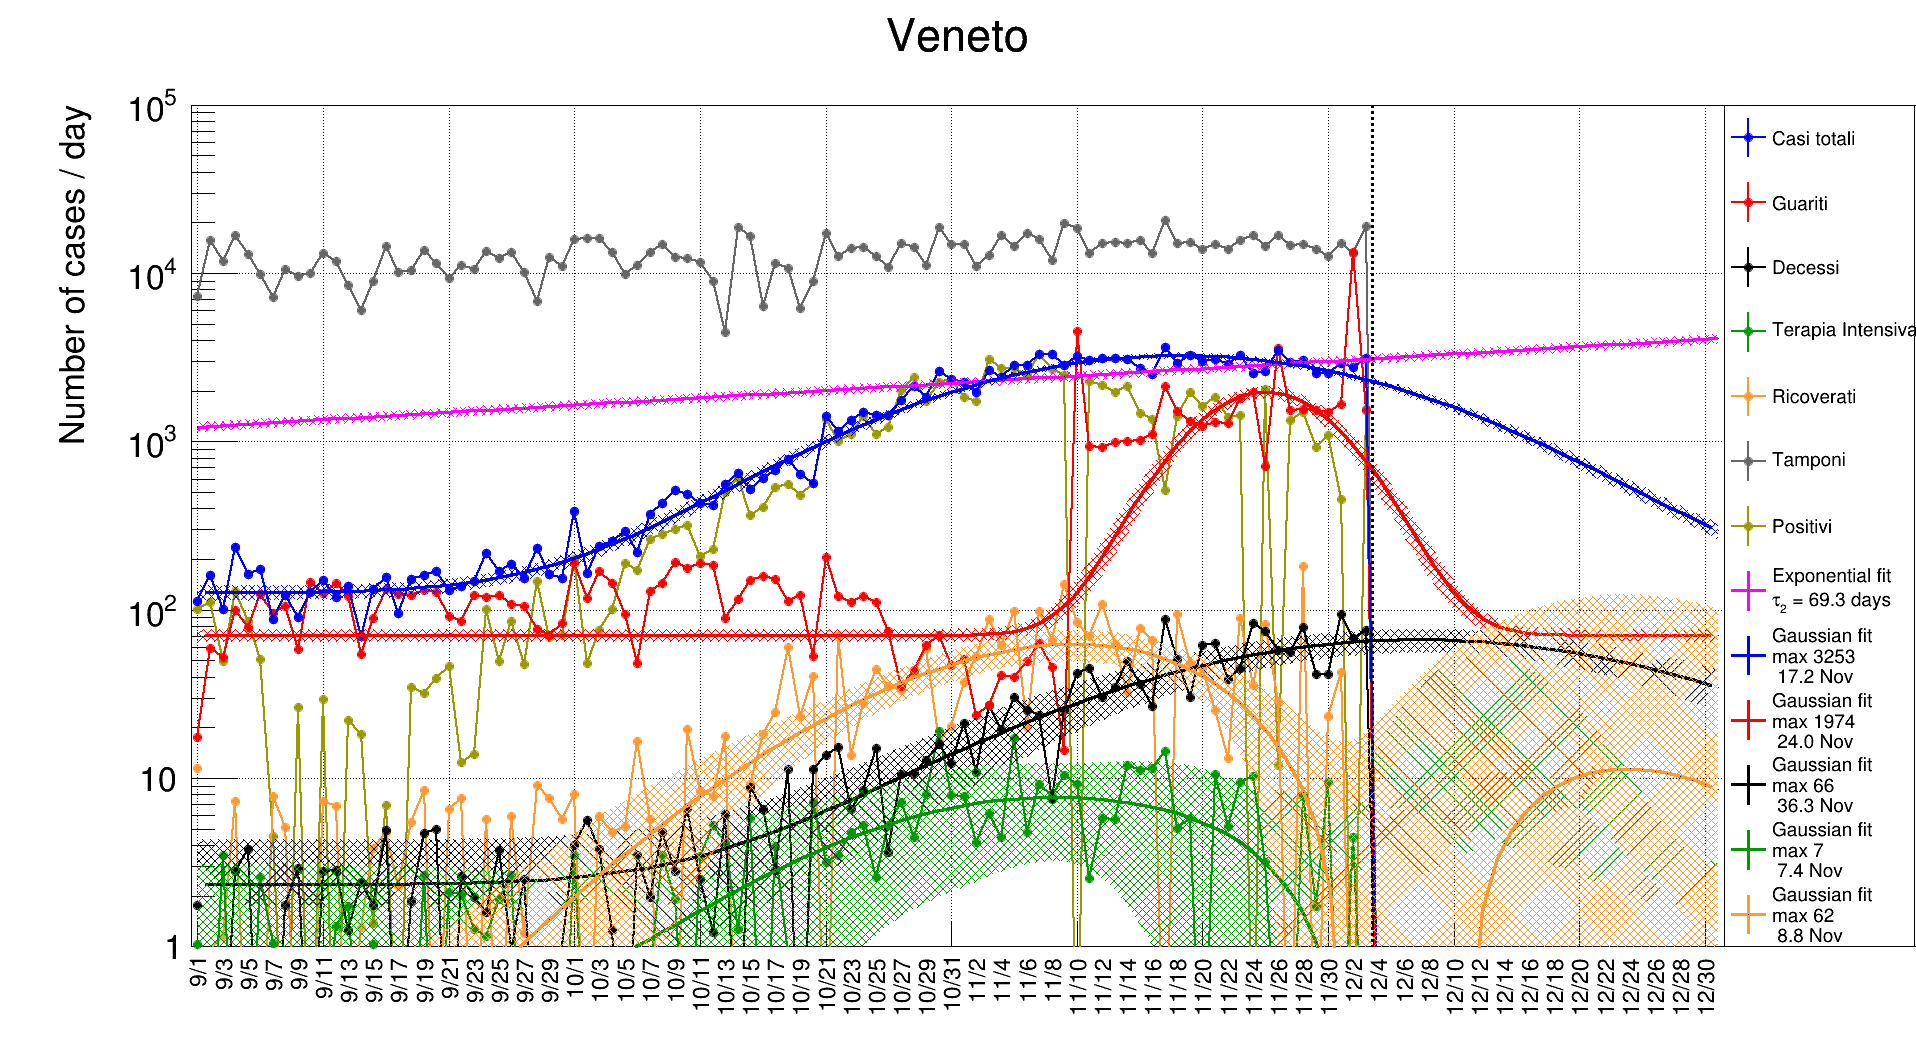 Veneto
Number of cases / day
10^5
10^4
10^3
10^2
10
1
9/1
9/3
9/5
9/7
9/9
9/11
9/13
9/15
9/17
9/19
9/21
9/23
9/25
9/27
9/29
10/1
10/3
10/5
10/7
10/9
10/11
10/13
10/15
10/17
10/19
10/21
10/23
10/25
10/27
10/29
10/31
11/2
11/4
11/6
11/8
11/10
11/12
11/14
11/16
11/18
11/20
11/22
11/24
11/26
11/28
11/30
12/2
12/4
12/6
12/8
12/10
12/12
12/14
12/16
12/18
12/20
12/22
12/24
12/26
12/28
12/30
Casi totali
Guariti
Decessi
Terapia Intensiva
Ricoverati
Tamponi
Positivi
Exponential fit
τ2 = 69.3 days
Gaussian fit
max 3253
17.2 Nov
Gaussian fit
max 1974
24.0 Nov
Gaussian fit
max 66
36.3 Nov
Gaussian fit
max 7
7.4 Nov
Gaussian fit
max 62
8.8 Nov